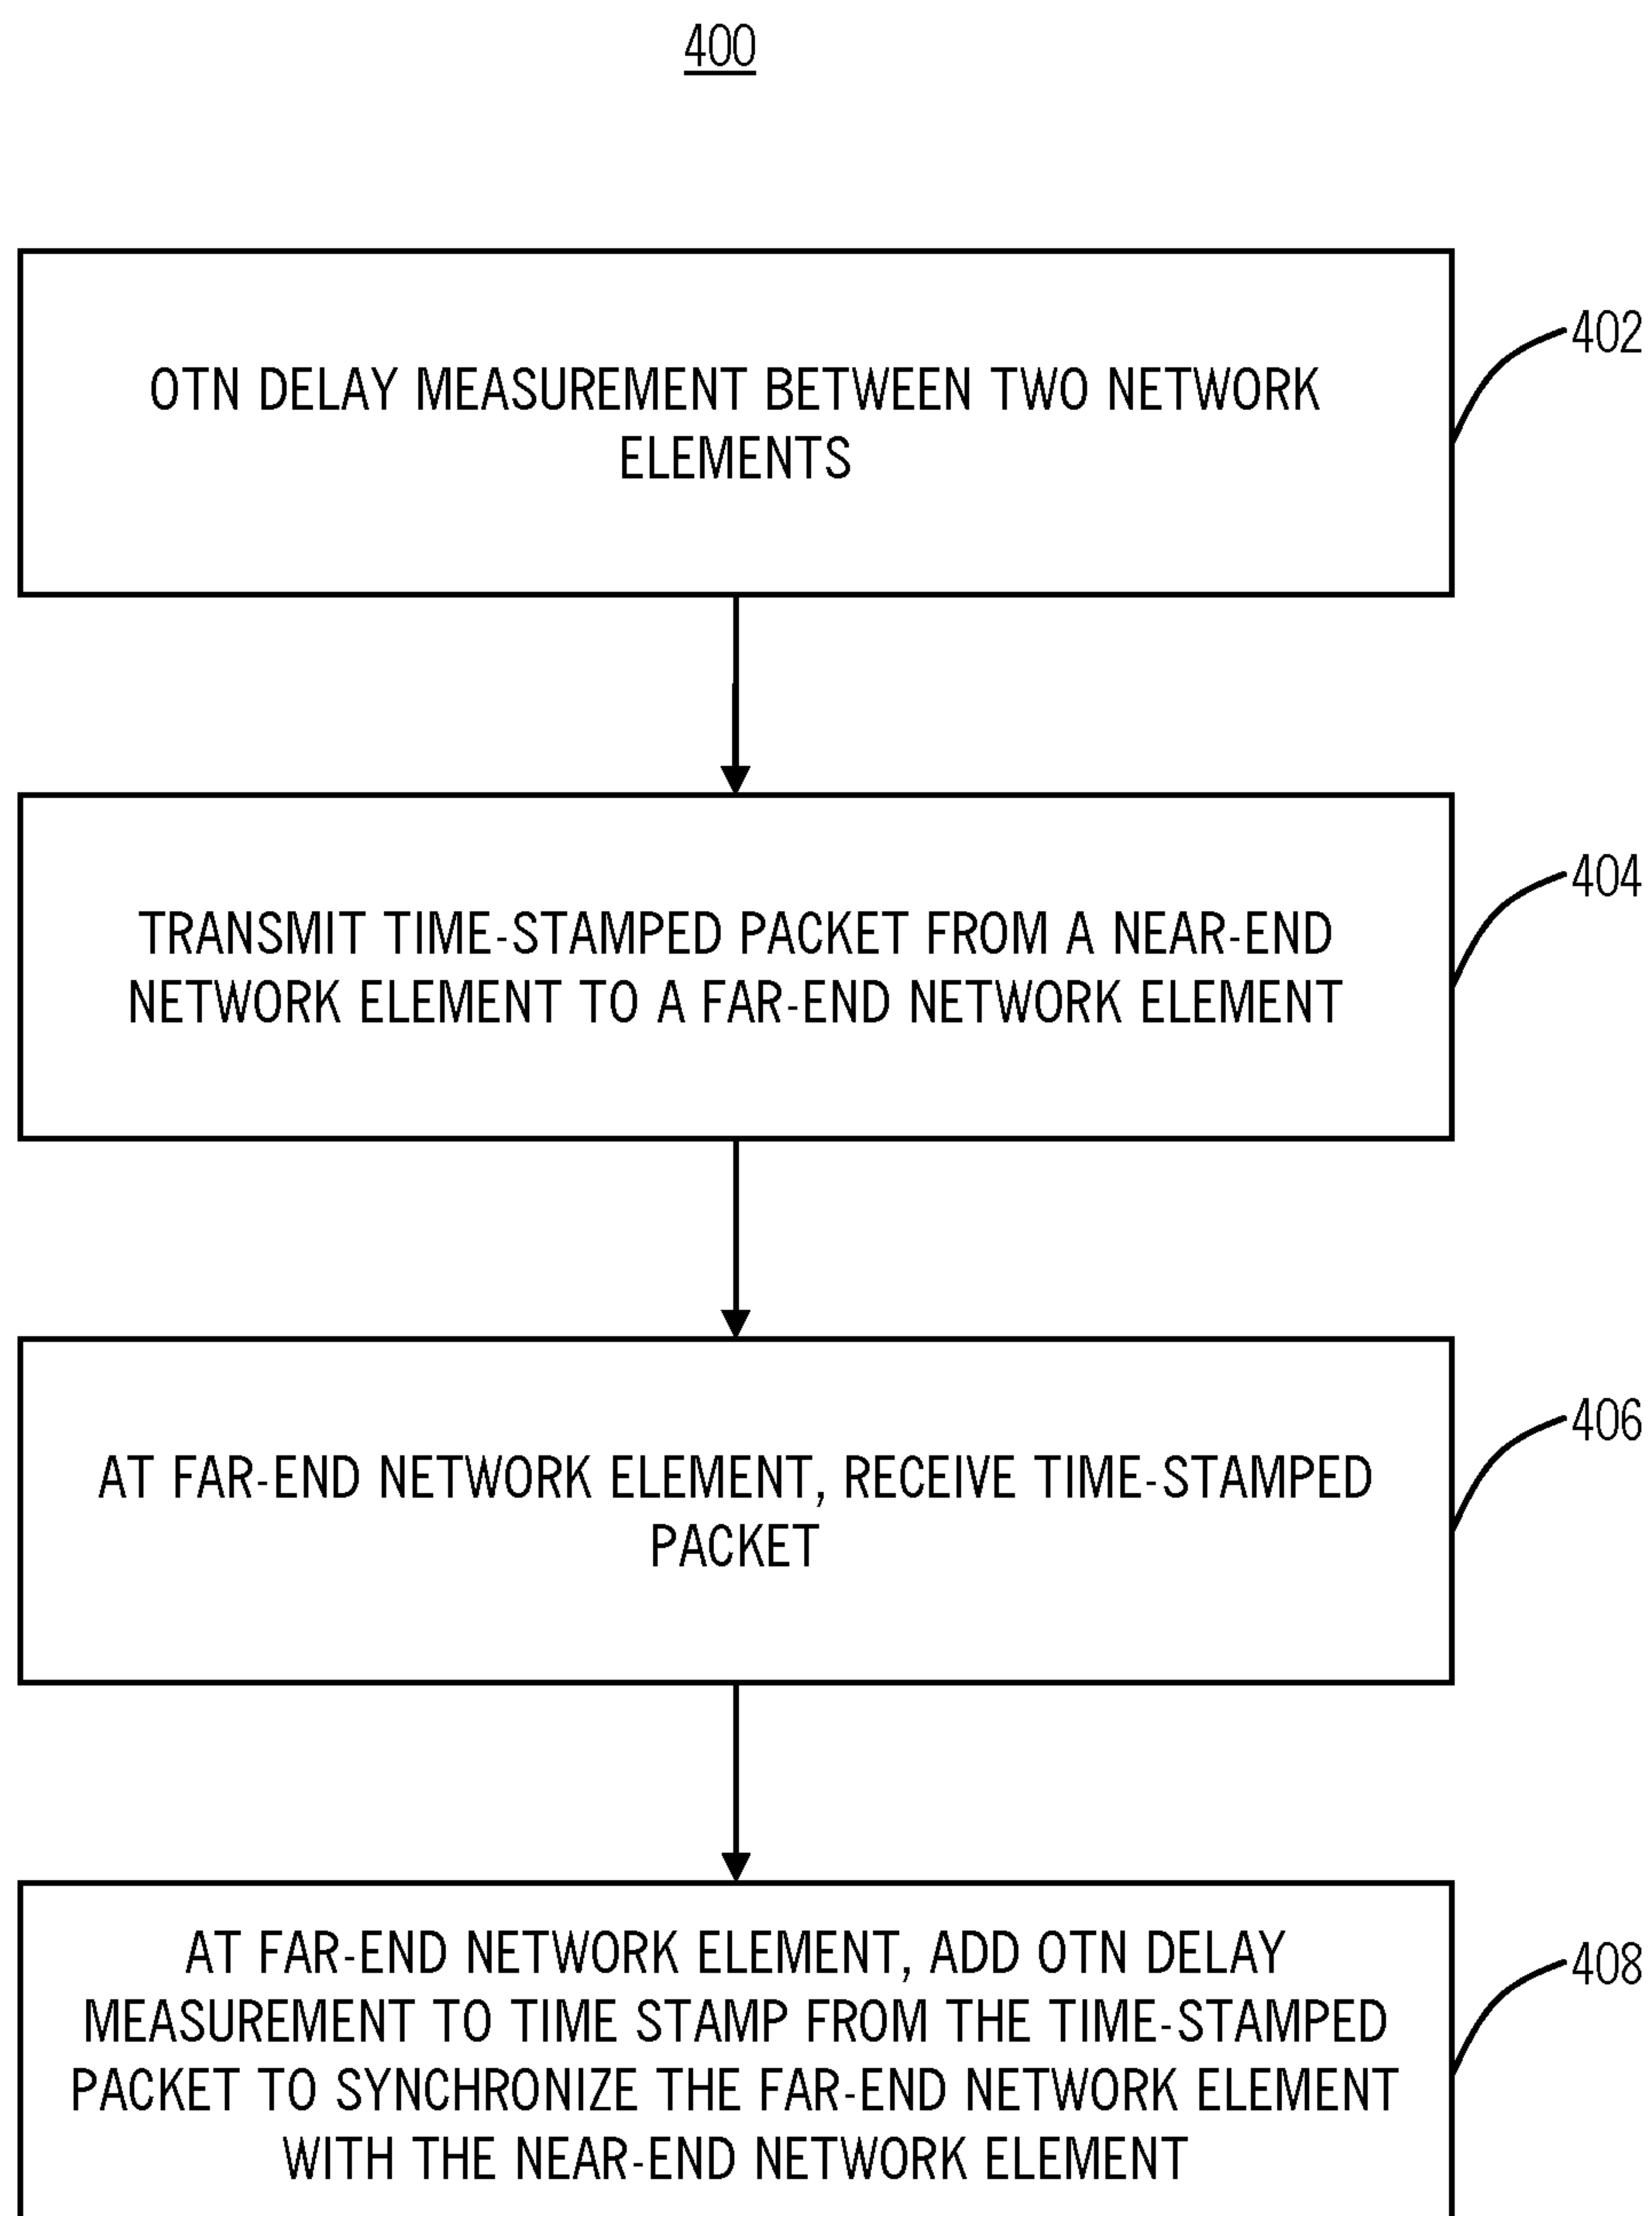 400
OTN DELAY MEASUREMENT BETWEEN TWO NETWORK
ELEMENTS
402
TRANSMIT TIME-STAMPED PACKET FROM A NEAR-END
NETWORK ELEMENT TO A FAR-END NETWORK ELEMENT
404
AT FAR-END NETWORK ELEMENT, RECEIVE TIME-STAMPED
PACKET
406
AT FAR-END NETWORK ELEMENT, ADD OTN DELAY
MEASUREMENT TO TIME STAMP FROM THE TIME-STAMPED
PACKET TO SYNCHRONIZE THE FAR-END NETWORK ELEMENT
WITH THE NEAR-END NETWORK ELEMENT
408